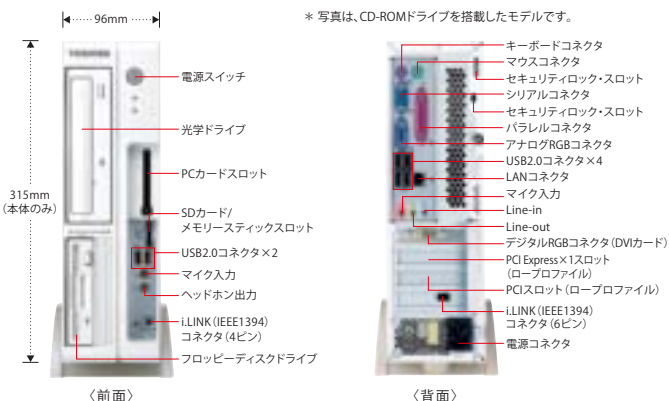 96mm
＊ 写真は、CD-ROMドライブを搭載したモデルです。
TOSHIBA
電源スイッチ
光学ドライブ
PCカードスロット
315mm
（本体のみ）
SDカード/
メモリースティックスロット
USB2.0コネクタ×2
マイク入力
ヘッドホン出力
i.LINK（IEEE1394）
コネクタ（4ピン）
フロッピーディスクドライブ
〈前面〉
キーボードコネクタ
マウスコネクタ
セキュリティロック・スロット
シリアルコネクタ
セキュリティロック・スロット
パラレルコネクタ
アナログRGBコネクタ
USB2.0コネクタ×4
LANコネクタ
マイク入力
Line-in
Line-out
デジタルRGBコネクタ（DVIカード）
PCI Express×1スロット
（ロープロファイル）
PCIスロット（ロープロファイル）
i.LINK（IEEE1394）
コネクタ（6ピン）
電源コネクタ
〈背面〉